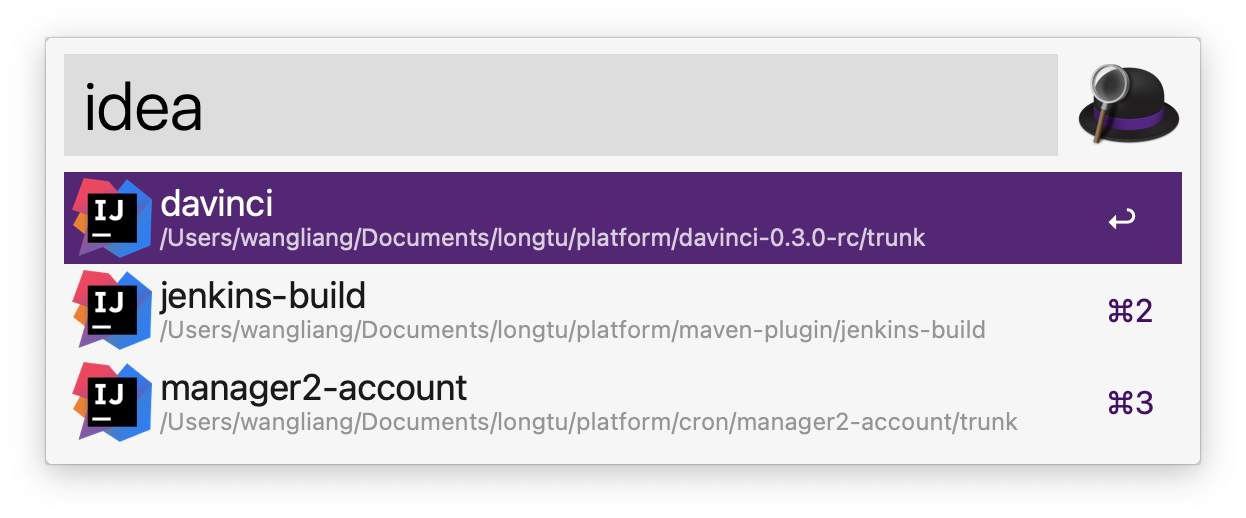 idea
IJ
davinci
/Users/wangliang/Documents/longtu/platform/davinci-0.3.0-rc/trunk
↩
IJ
jenkins-build
/Users/wangliang/Documents/longtu/platform/maven-plugin/jenkins-build
⌘2
IJ
manager2-account
/Users/wangliang/Documents/longtu/platform/cron/manager2-account/trunk
⌘3